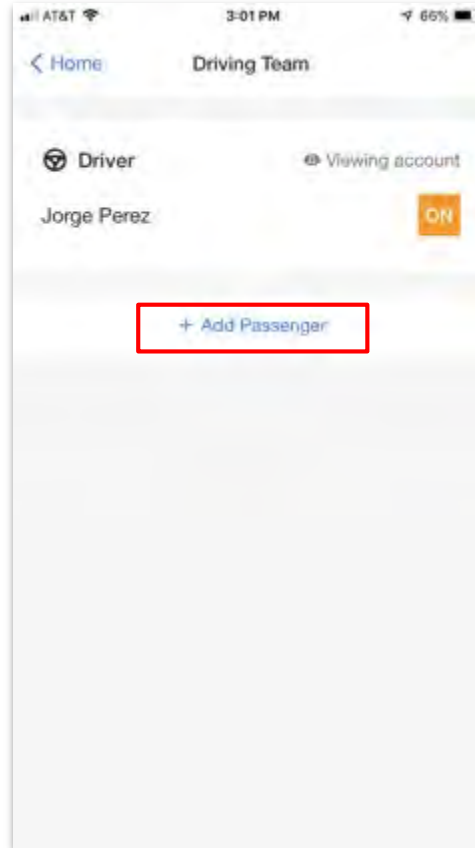 AT&T 3:01 PM 66%
Home Driving Team
Driver Viewing account
Jorge Perez ON
+ Add Passenger